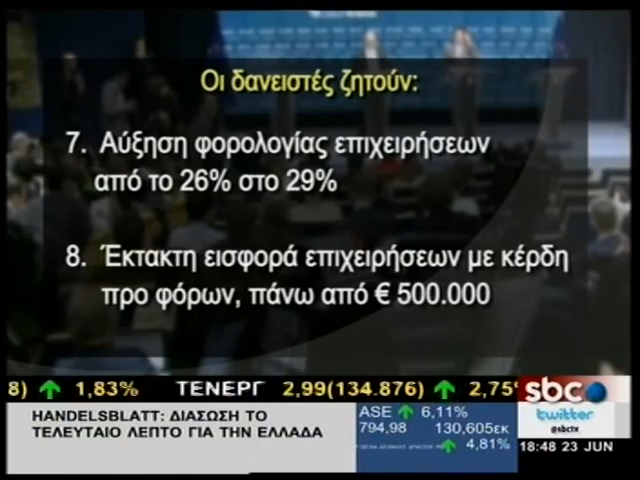 Οι δανειστές ζητούν:
7. Αύξηση φορολογίας επιχειρήσεων
από το 26% στο 29%
8. Έκτακτη εισφορά επιχειρήσεων με κέρδη
προ φόρων, πάνω από € 500.000
8) 1,83% ΤΕΝΕΡΓ 2,99(134.876) 2,75%
sbc
HANDELSBLATT: ΔΙΑΣΩΣΗ ΤΟ
ΤΕΛΕΥΤΑΙΟ ΛΕΠΤΟ ΓΙΑ ΤΗΝ ΕΛΛΑΔΑ
ASE 6,11%
794,98 130,605εκ
4,81%
twitter
@sbctv
18:48 23 JUN